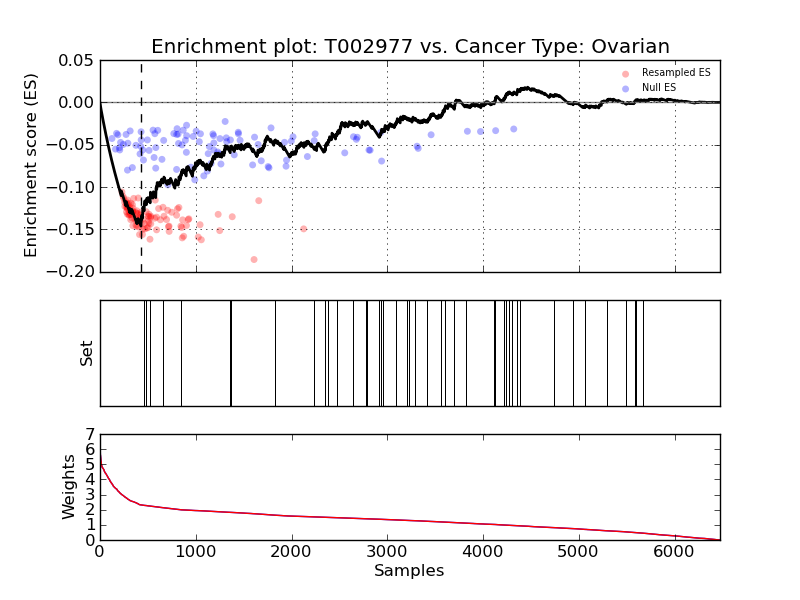 Enrichment plot: T002977 vs. Cancer Type: Ovarian
0.05
0.00
−0.05
−0.10
−0.15
−0.20
Enrichment score (ES)
Resampled ES
Null ES
Set
7
6
5
4
3
2
1
0
Weights
0 1000 2000 3000 4000 5000 6000
Samples